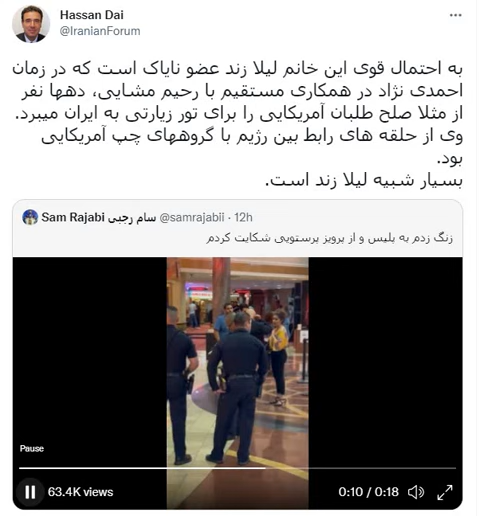 Hassan Dai
@IranianForum
به احتمال قوی این خانم لیلا زند عضو نایاک است که در زمان
احمدی نژاد در همکاری مستقیم با رحیم مشایی، دهها نفر
از مثلا صلح طلبان آمریکایی را برای تور زیارتی به ایران میبرد.
وی از حلقه های رابط بین رژیم با گروههای چپ آمریکایی
بود.
بسیار شبیه لیلا زند است.
Sam Rajabi سام رجبی @samrajabii · 12h
زنگ زدم به پلیس و از پرویز پرستویی شکایت کردم
Pause
63.4K views 0:10 / 0:18